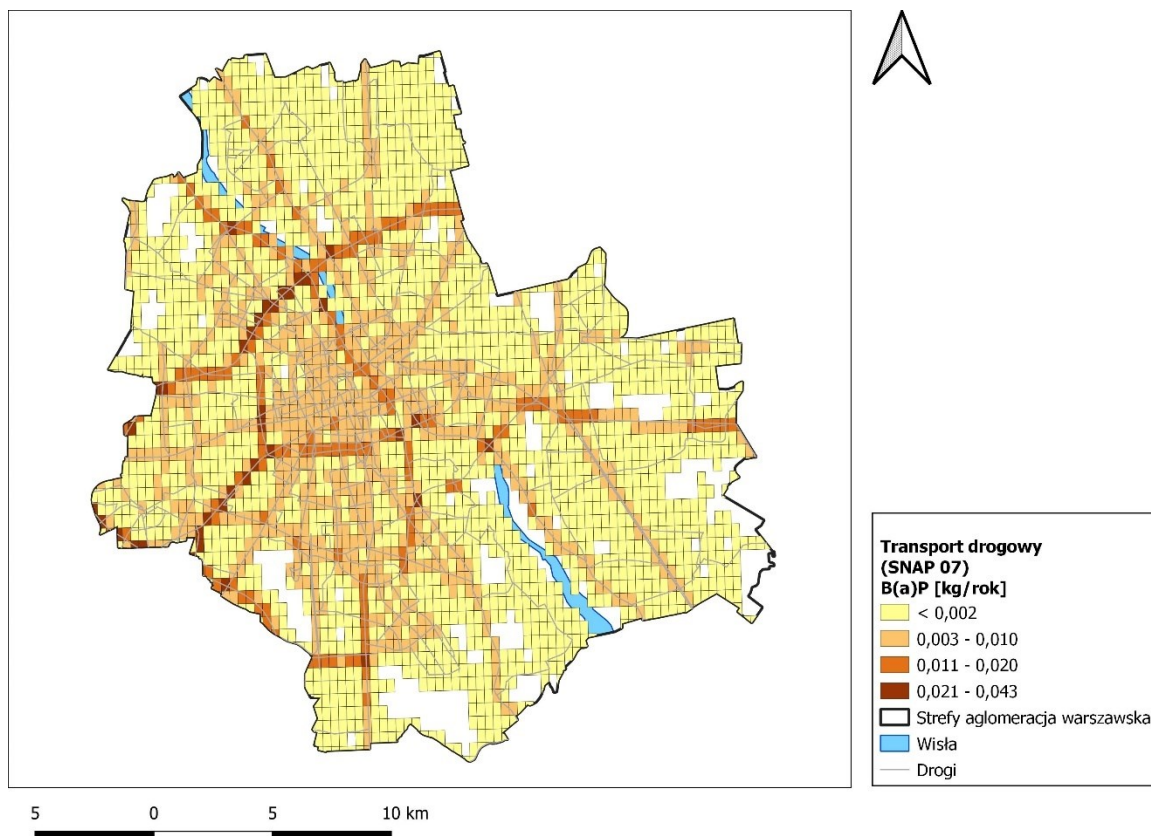 Transport drogowy
(SNAP 07)
B(a)P [kg/rok]
< 0,002
0,003 - 0,010
0,011 - 0,020
0,021 - 0,043
Strefy aglomeracja warszawska
Wisła
Drogi
5 0 5 10 km